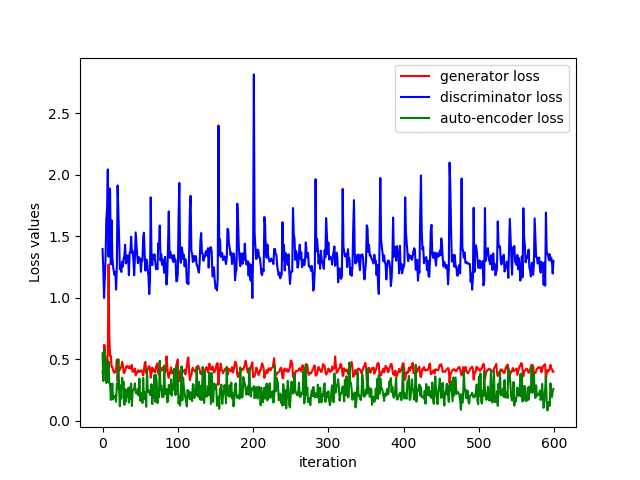 generator loss
discriminator loss
auto-encoder loss
Loss values
2.5
2.0
1.5
1.0
0.5
0.0
0 100 200 300 400 500 600
iteration